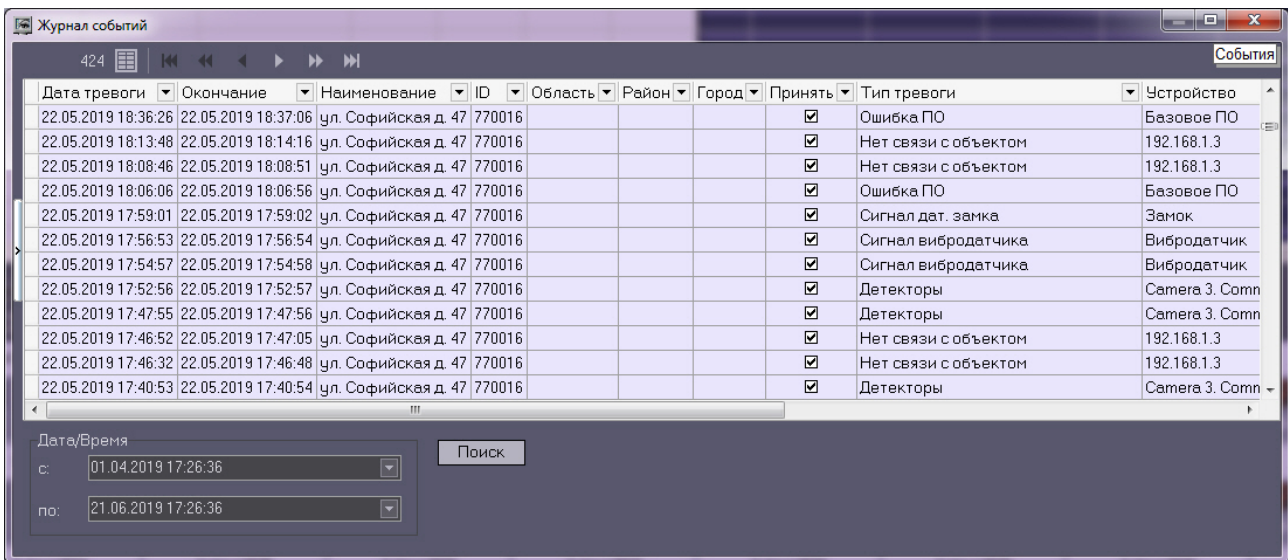 Журнал событий
424
События
Дата тревоги Окончание Наименование ID Область Район Город Принять Тип тревоги Устройство
22.05.2019 18:36:26 22.05.2019 18:37:06 ул. Софийская д. 47 770016 Ошибка ПО Базовое ПО
22.05.2019 18:13:48 22.05.2019 18:14:16 ул. Софийская д. 47 770016 Нет связи с объектом 192.168.1.3
22.05.2019 18:08:46 22.05.2019 18:08:51 ул. Софийская д. 47 770016 Нет связи с объектом 192.168.1.3
22.05.2019 18:06:06 22.05.2019 18:06:56 ул. Софийская д. 47 770016 Ошибка ПО Базовое ПО
22.05.2019 17:59:01 22.05.2019 17:59:02 ул. Софийская д. 47 770016 Сигнал дат. замка Замок
22.05.2019 17:56:53 22.05.2019 17:56:54 ул. Софийская д. 47 770016 Сигнал вибродатчика Вибродатчик
22.05.2019 17:54:57 22.05.2019 17:54:58 ул. Софийская д. 47 770016 Сигнал вибродатчика Вибродатчик
22.05.2019 17:52:56 22.05.2019 17:52:57 ул. Софийская д. 47 770016 Детекторы Camera 3. Comn
22.05.2019 17:47:55 22.05.2019 17:47:56 ул. Софийская д. 47 770016 Детекторы Camera 3. Comn
22.05.2019 17:46:52 22.05.2019 17:47:05 ул. Софийская д. 47 770016 Нет связи с объектом 192.168.1.3
22.05.2019 17:46:32 22.05.2019 17:46:48 ул. Софийская д. 47 770016 Нет связи с объектом 192.168.1.3
22.05.2019 17:40:53 22.05.2019 17:40:54 ул. Софийская д. 47 770016 Детекторы Camera 3. Comn
Дата/Время
с: 01.04.2019 17:26:36
Поиск
по: 21.06.2019 17:26:36